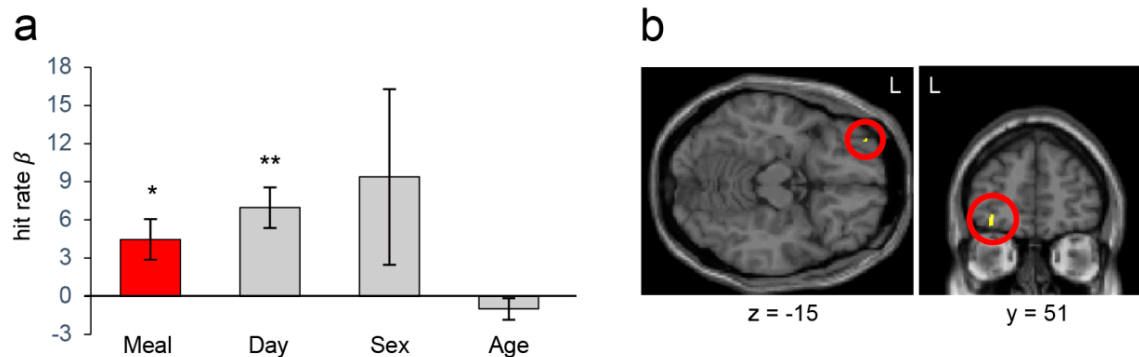 a
18
15
12
9
6
3
0
-3
hit rate β
*
**
Meal Day Sex Age
b
L
L
z = -15
y = 51